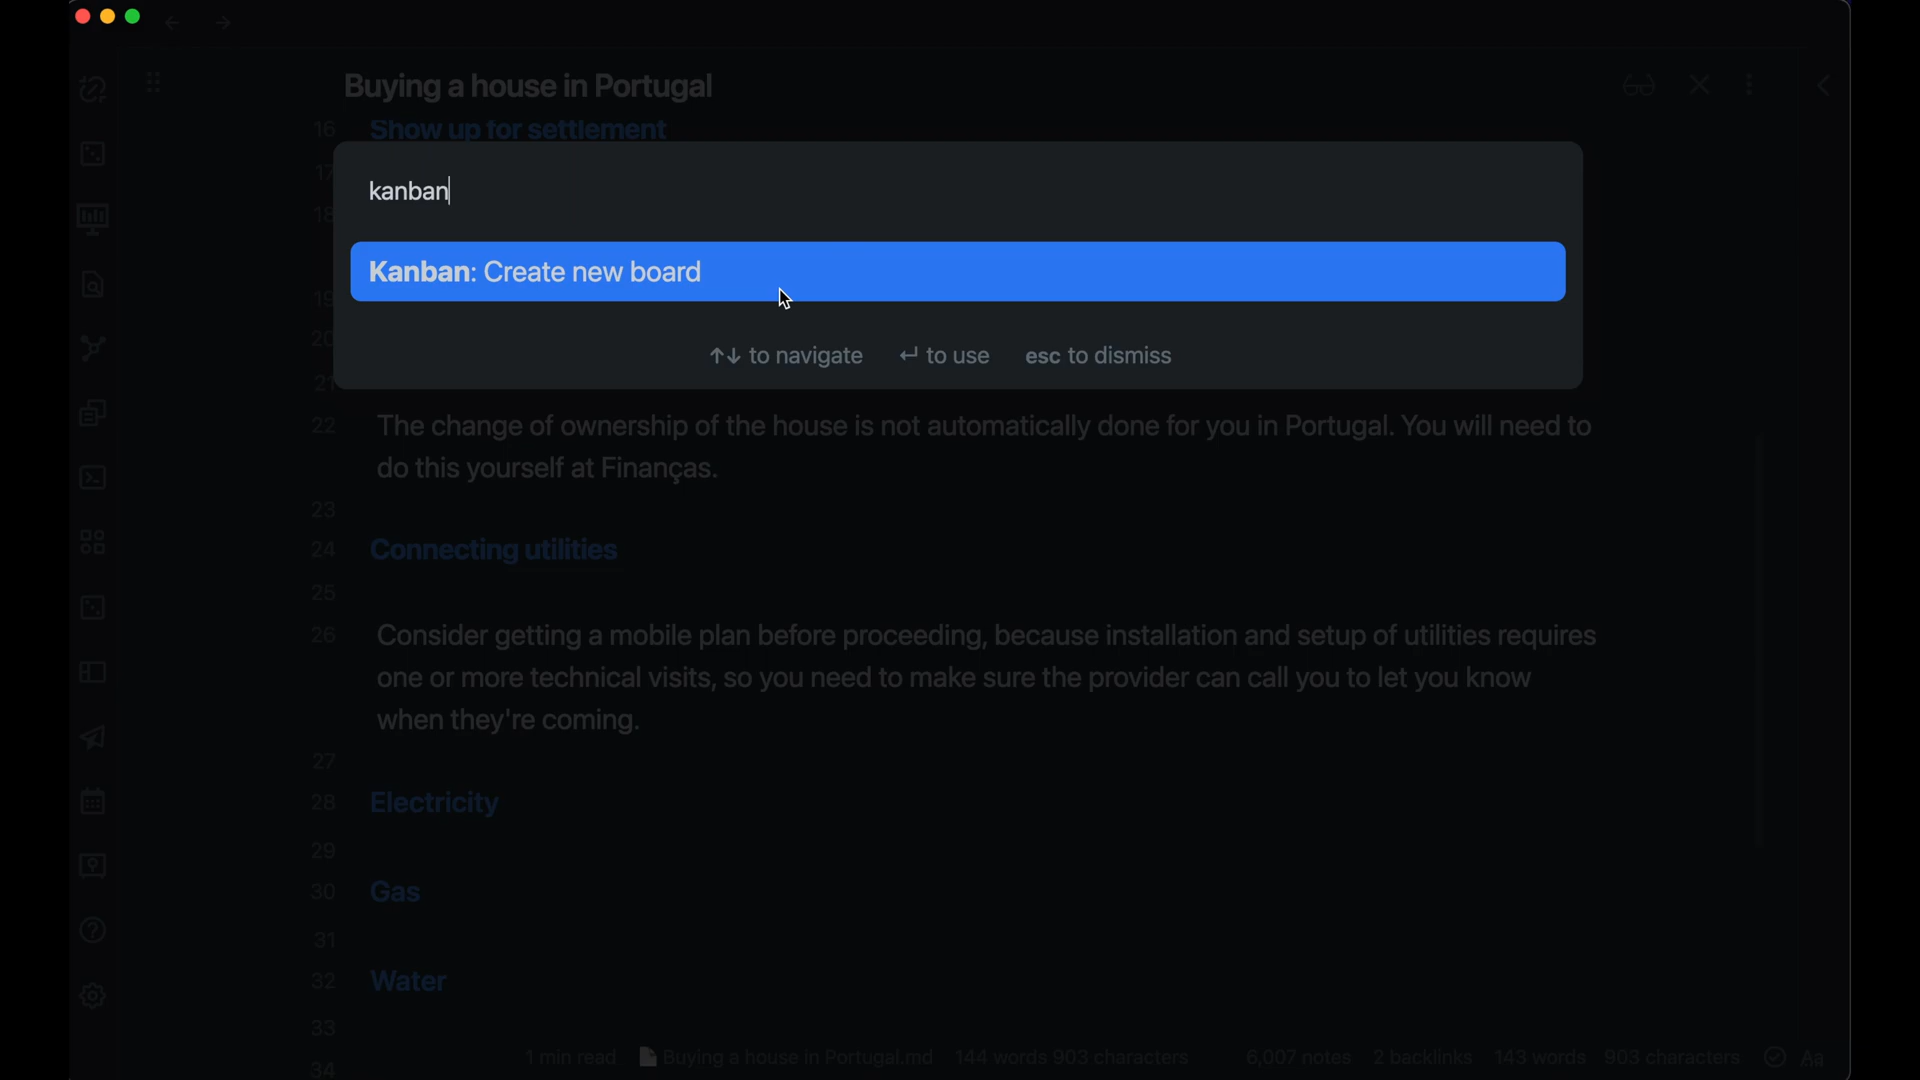 Buying a house in Portugal
16 Show up for settlement
17
kanban
18
Kanban: Create new board
19
20
↑↓ to navigate ↵ to use esc to dismiss
21
22 The change of ownership of the house is not automatically done for you in Portugal. You will need to
do this yourself at Finanças.
23
24 Connecting utilities
25
26 Consider getting a mobile plan before proceeding, because installation and setup of utilities requires
one or more technical visits, so you need to make sure the provider can call you to let you know
when they're coming.
27
28 Electricity
29
30 Gas
31
32 Water
33
34
1 min read Buying a house in Portugal.md 144 words 903 characters 6,007 notes 2 backlinks 143 words 903 characters Aa